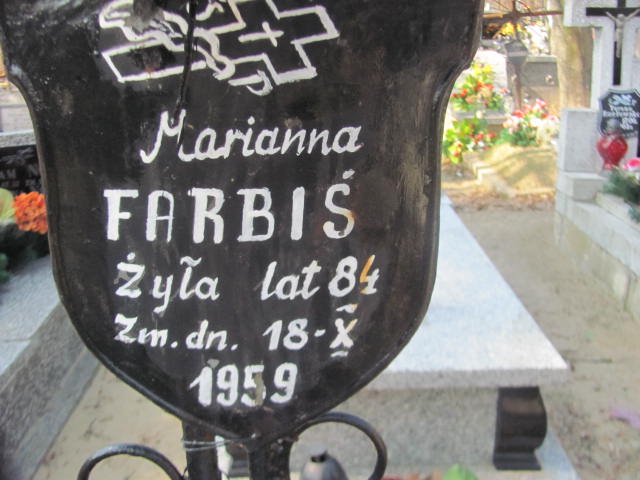 Marianna
FARBIŚ
Żyła lat 84
Zm. dn. 18-X
1959